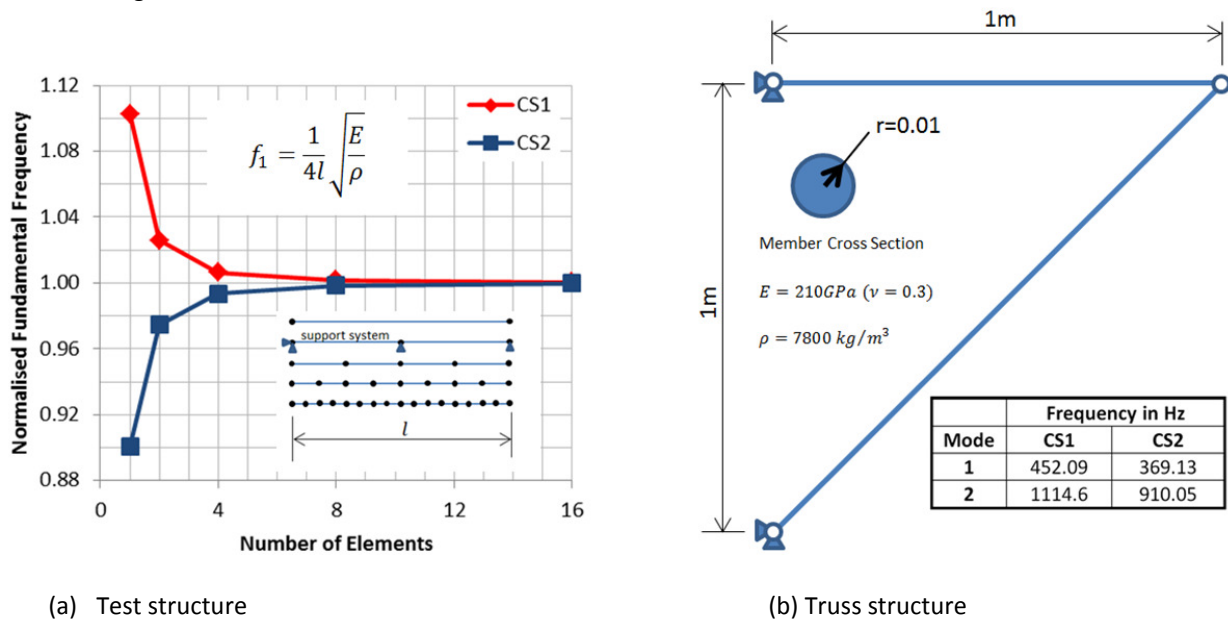 1.12
1.08
1.04
1.00
0.96
0.92
0.88
0
4
8
12
16
Normalised Fundamental Frequency
Number of Elements
CS1
CS2
f₁ = 1/4l √E/ρ
support system
l
(a) Test structure
1m
1m
r=0.01
Member Cross Section
E = 210GPa (ν = 0.3)
ρ = 7800 kg/m³
Frequency in Hz
Mode CS1 CS2
1 452.09 369.13
2 1114.6 910.05
(b) Truss structure